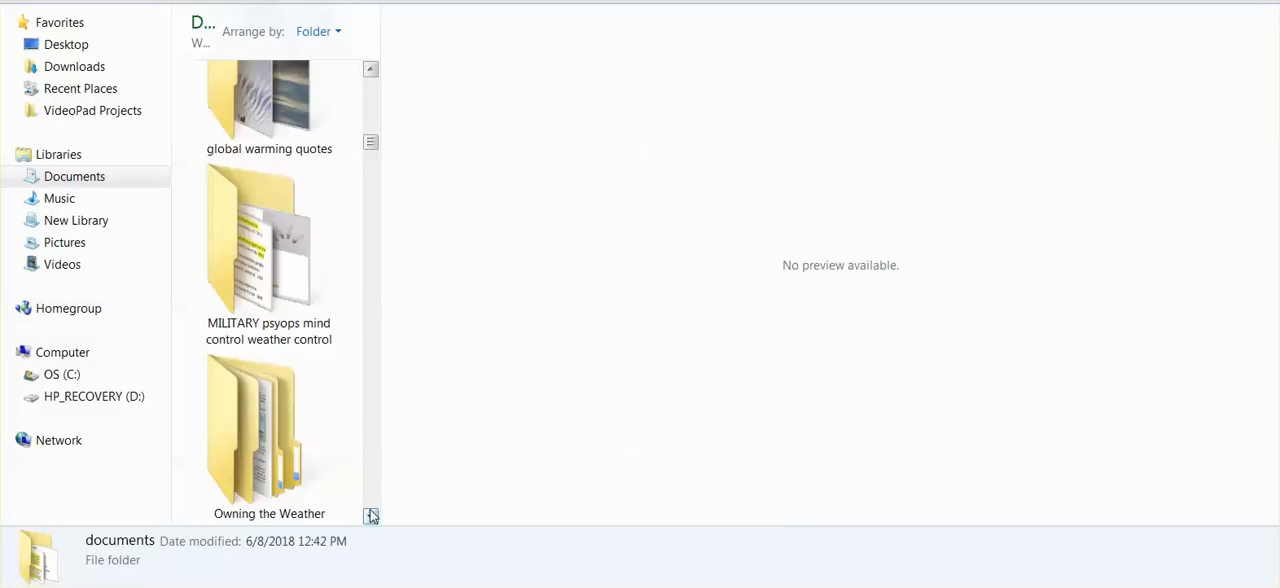 Favorites
Desktop
Downloads
Recent Places
VideoPad Projects
Libraries
Documents
Music
New Library
Pictures
Videos
Homegroup
Computer
OS (C:)
HP_RECOVERY (D:)
Network
D...
W...
Arrange by: Folder
global warming quotes
MILITARY psyops mind
control weather control
Owning the Weather
No preview available.
documents Date modified: 6/8/2018 12:42 PM
File folder